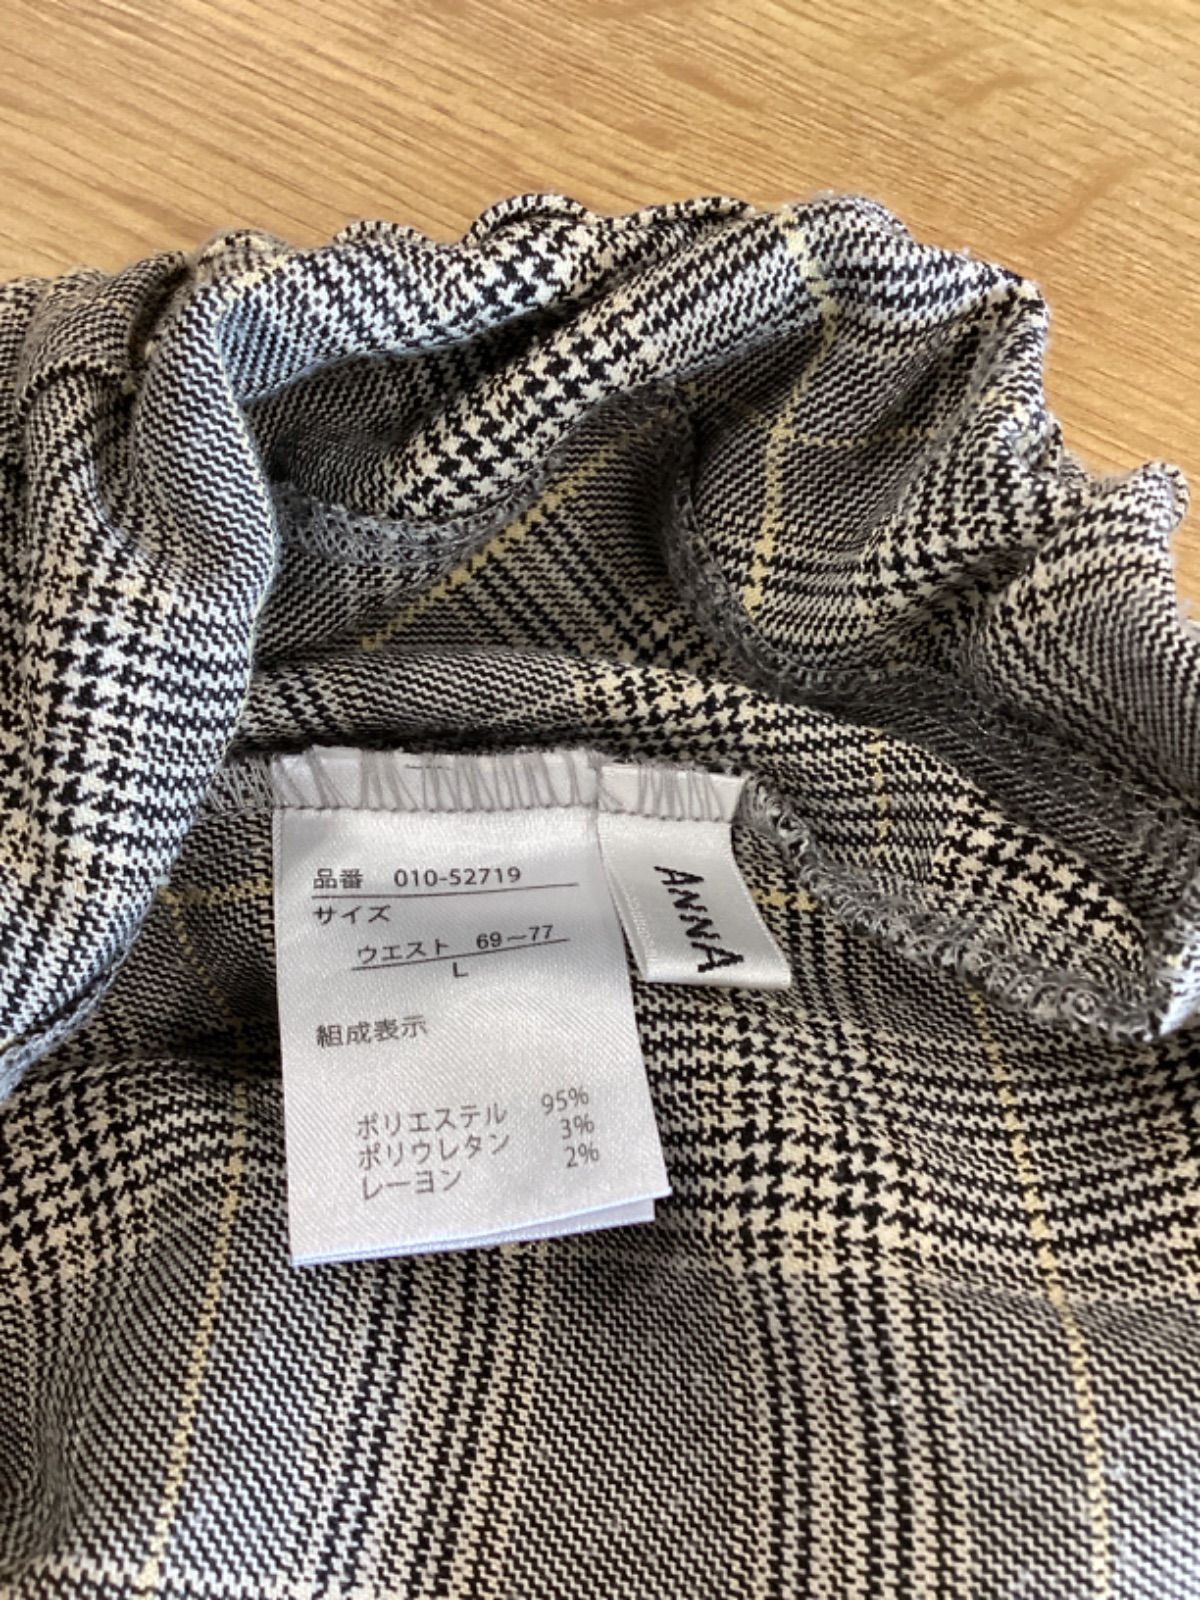 品番 010-52719
サイズ
ウエスト 69〜77
L
組成表示
ポリエステル 95%
ポリウレタン 3%
レーヨン 2%
ANNA